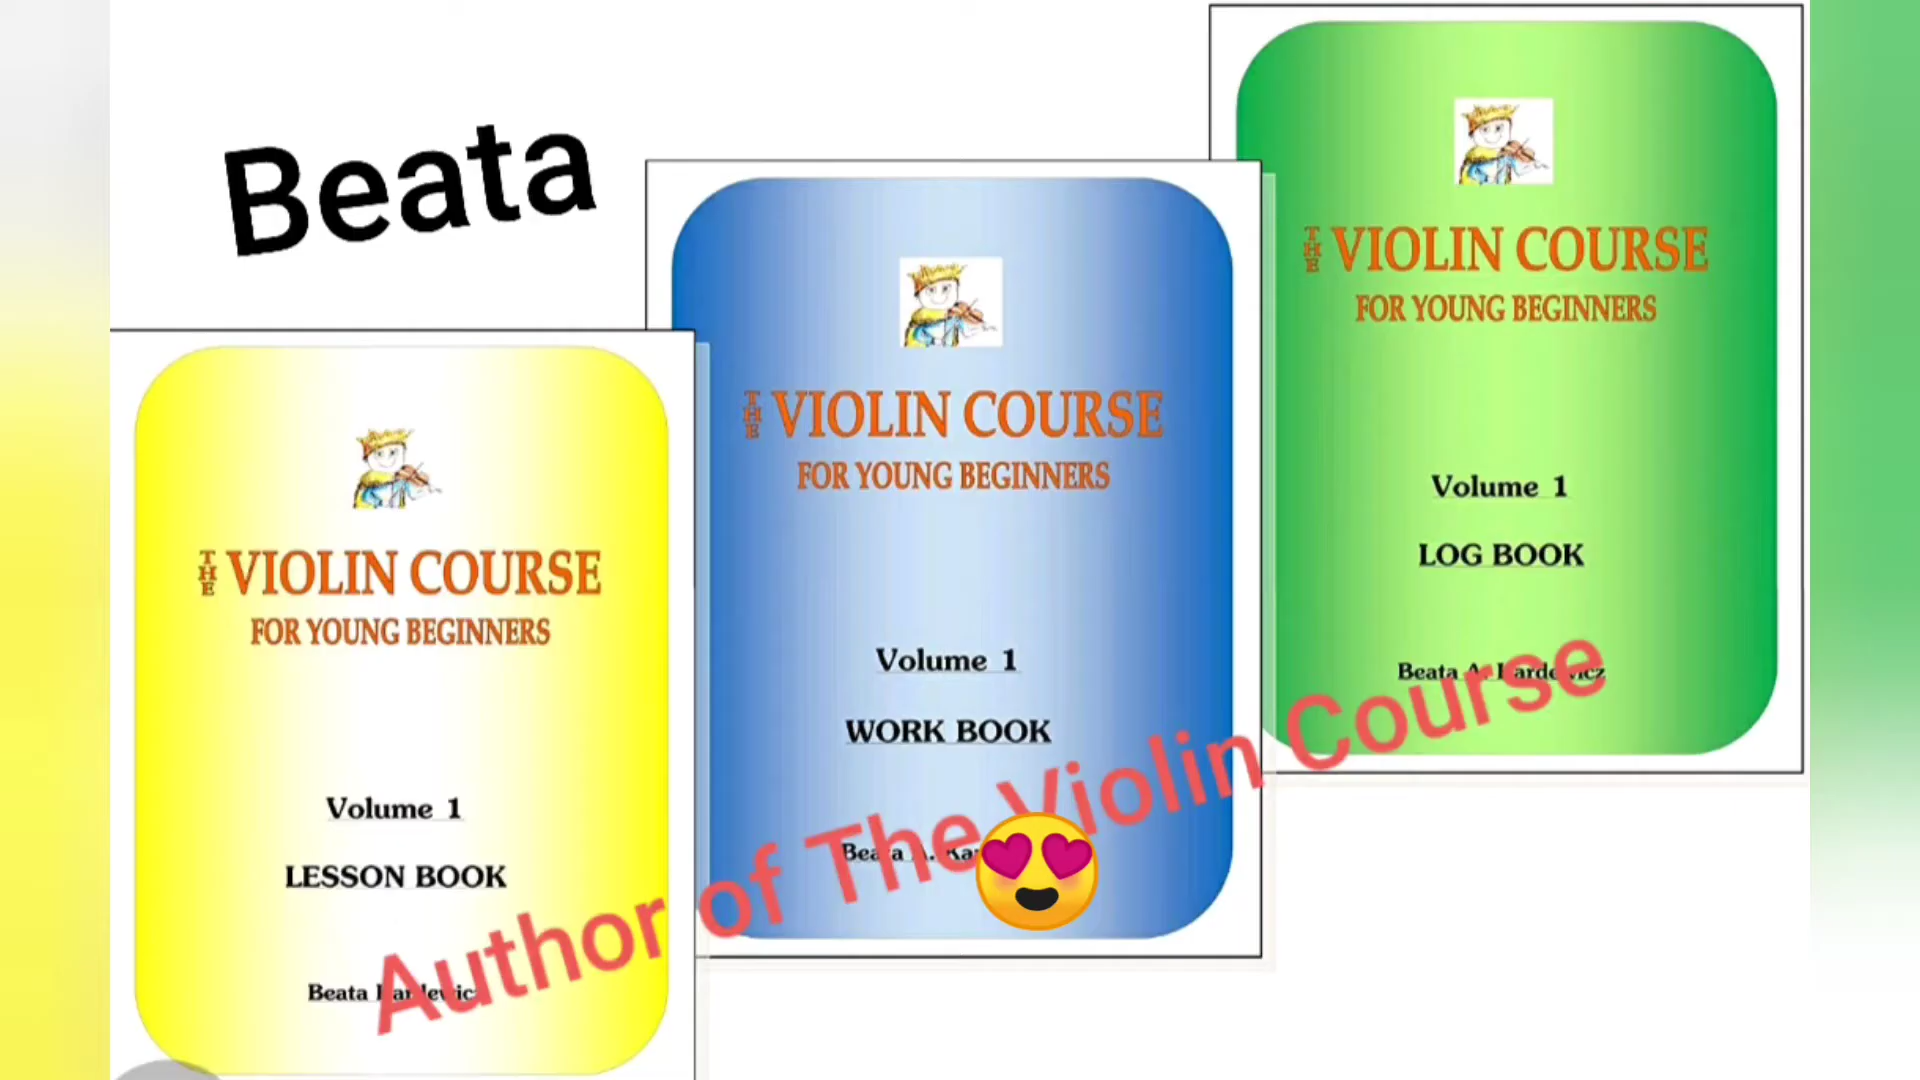 Beata
THE VIOLIN COURSE
FOR YOUNG BEGINNERS
Volume 1
LESSON BOOK
Beata
THE VIOLIN COURSE
FOR YOUNG BEGINNERS
Volume 1
WORK BOOK
Beata A.
THE VIOLIN COURSE
FOR YOUNG BEGINNERS
Volume 1
LOG BOOK
Beata A.
Author of The Violin Course